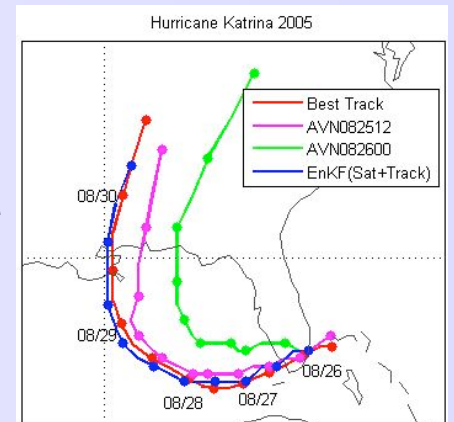 Hurricane Katrina 2005
Best Track
AVN082512
AVN082600
EnKF(Sat+Track)
08/30
08/29
08/26
08/28
08/27